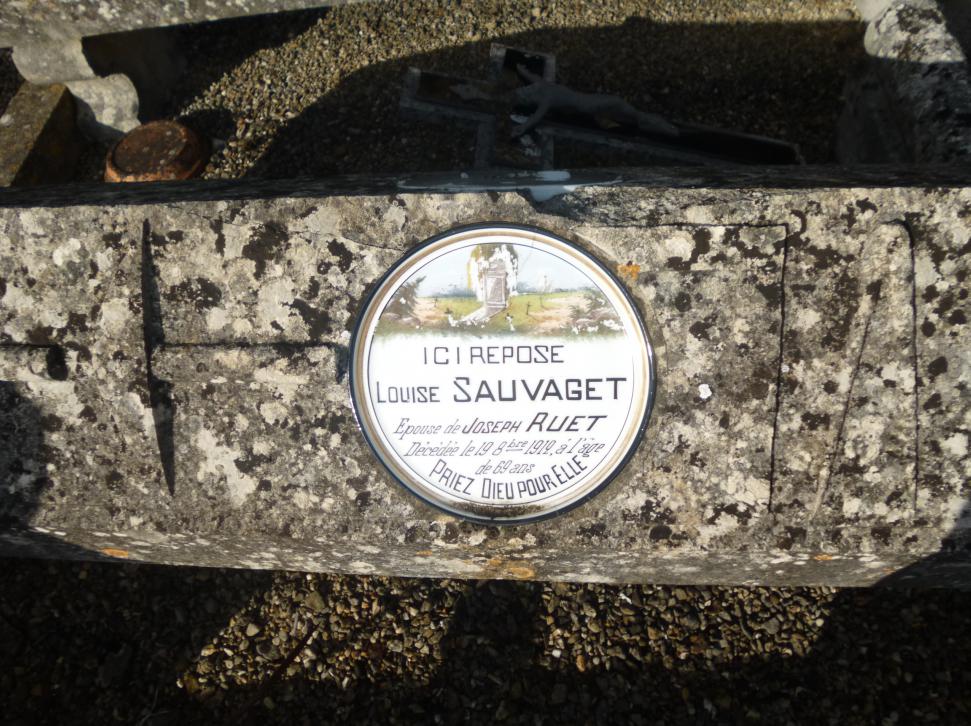 ICI REPOSE
LOUISE SAUVAGET
Epouse de JOSEPH RUET
Décédée le 19 8bre 1919, à l'âge
de 69 ans
PRIEZ DIEU POUR ELLE